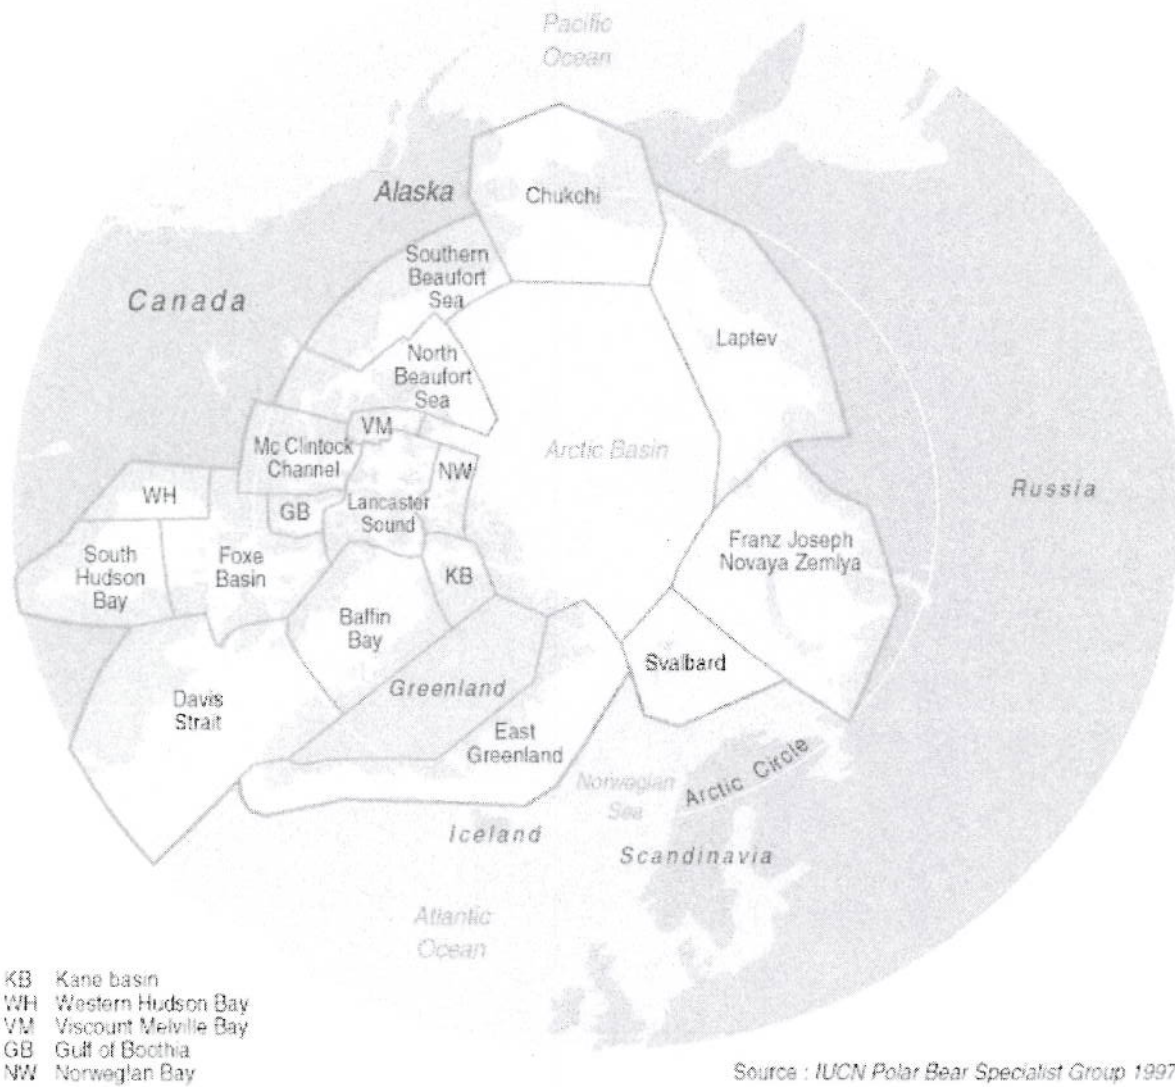 Pacific
Ocean
Alaska
Chukchi
Canada
Southern
Beaufort
Sea
North
Beaufort
Sea
Laptev
VM
Mc Clintock
Channel
Arctic Basin
NW
WH
GB
Lancaster
Sound
Russia
South
Hudson
Bay
Foxe
Basin
KB
Franz Joseph
Novaya Zemlya
Baffin
Bay
Svalbard
Greenland
Davis
Strait
East
Greenland
Norwegian
Sea
Arctic Circle
Iceland
Scandinavia
Atlantic
Ocean
KB Kane basin
WH Western Hudson Bay
VM Viscount Melville Bay
GB Gulf of Boothia
NW Norwegian Bay
Source : IUCN Polar Bear Specialist Group 1997